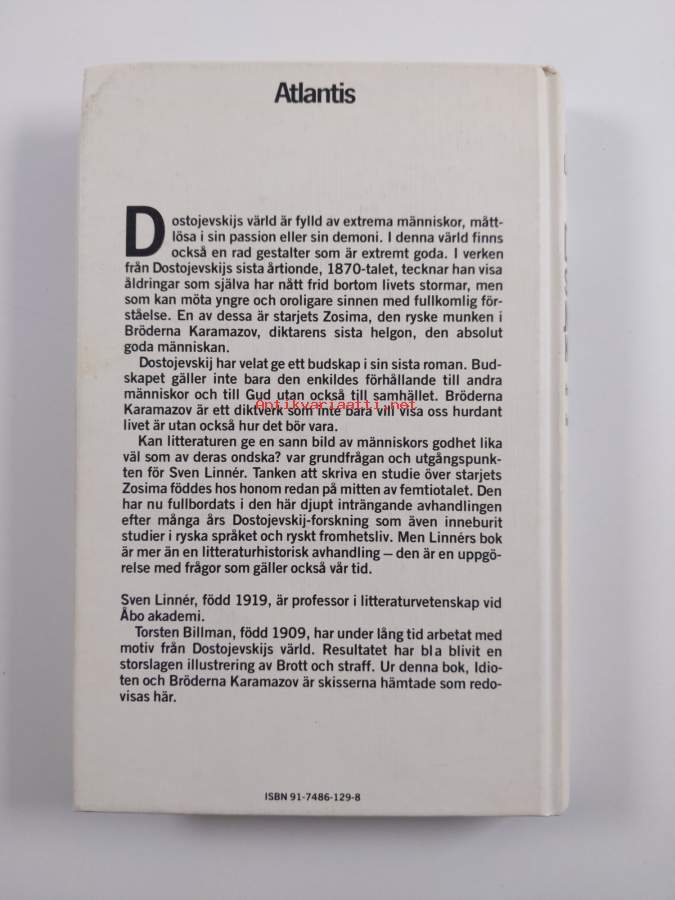 Atlantis
Dostojevskijs värld är fylld av extrema människor, mått-
lösa i sin passion eller sin demoni. I denna värld finns
också en rad gestalter som är extremt goda. I verken
från Dostojevskijs sista årtionde, 1870-talet, tecknar han visa
åldringar som själva har nått frid bortom livets stormar, men
som kan möta yngre och oroligare sinnen med fullkomlig för-
ståelse. En av dessa är starjets Zosima, den ryske munken i
Bröderna Karamazov, diktarens sista helgon, den absolut
goda människan.
Dostojevskij har velat ge ett budskap i sin sista roman. Bud-
skapet gäller inte bara den enkildes förhållande till andra
människor och till Gud utan också till samhället. Bröderna
Karamazov är ett diktverk som inte bara vill visa oss hurdant
Antikvariaatti.net
livet är utan också hur det bör vara.
Kan litteraturen ge en sann bild av människors godhet lika
väl som av deras ondska? var grundfrågan och utgångspunk-
ten för Sven Linnér. Tanken att skriva en studie över starjets
Zosima föddes hos honom redan på mitten av femtiotalet. Den
har nu fullbordats i den här djupt inträngande avhandlingen
efter många års Dostojevskij-forskning som även inneburit
studier i ryska språket och ryskt fromhetsliv. Men Linnérs bok
är mer än en litteraturhistorisk avhandling – den är en uppgö-
relse med frågor som gäller också vår tid.
Sven Linnér, född 1919, är professor i litteraturvetenskap vid
Åbo akademi.
Torsten Billman, född 1909, har under lång tid arbetat med
motiv från Dostojevskijs värld. Resultatet har bla blivit en
storslagen illustrering av Brott och straff. Ur denna bok, Idio-
ten och Bröderna Karamazov är skisserna hämtade som redo-
visas här.
ISBN 91-7486-129-8